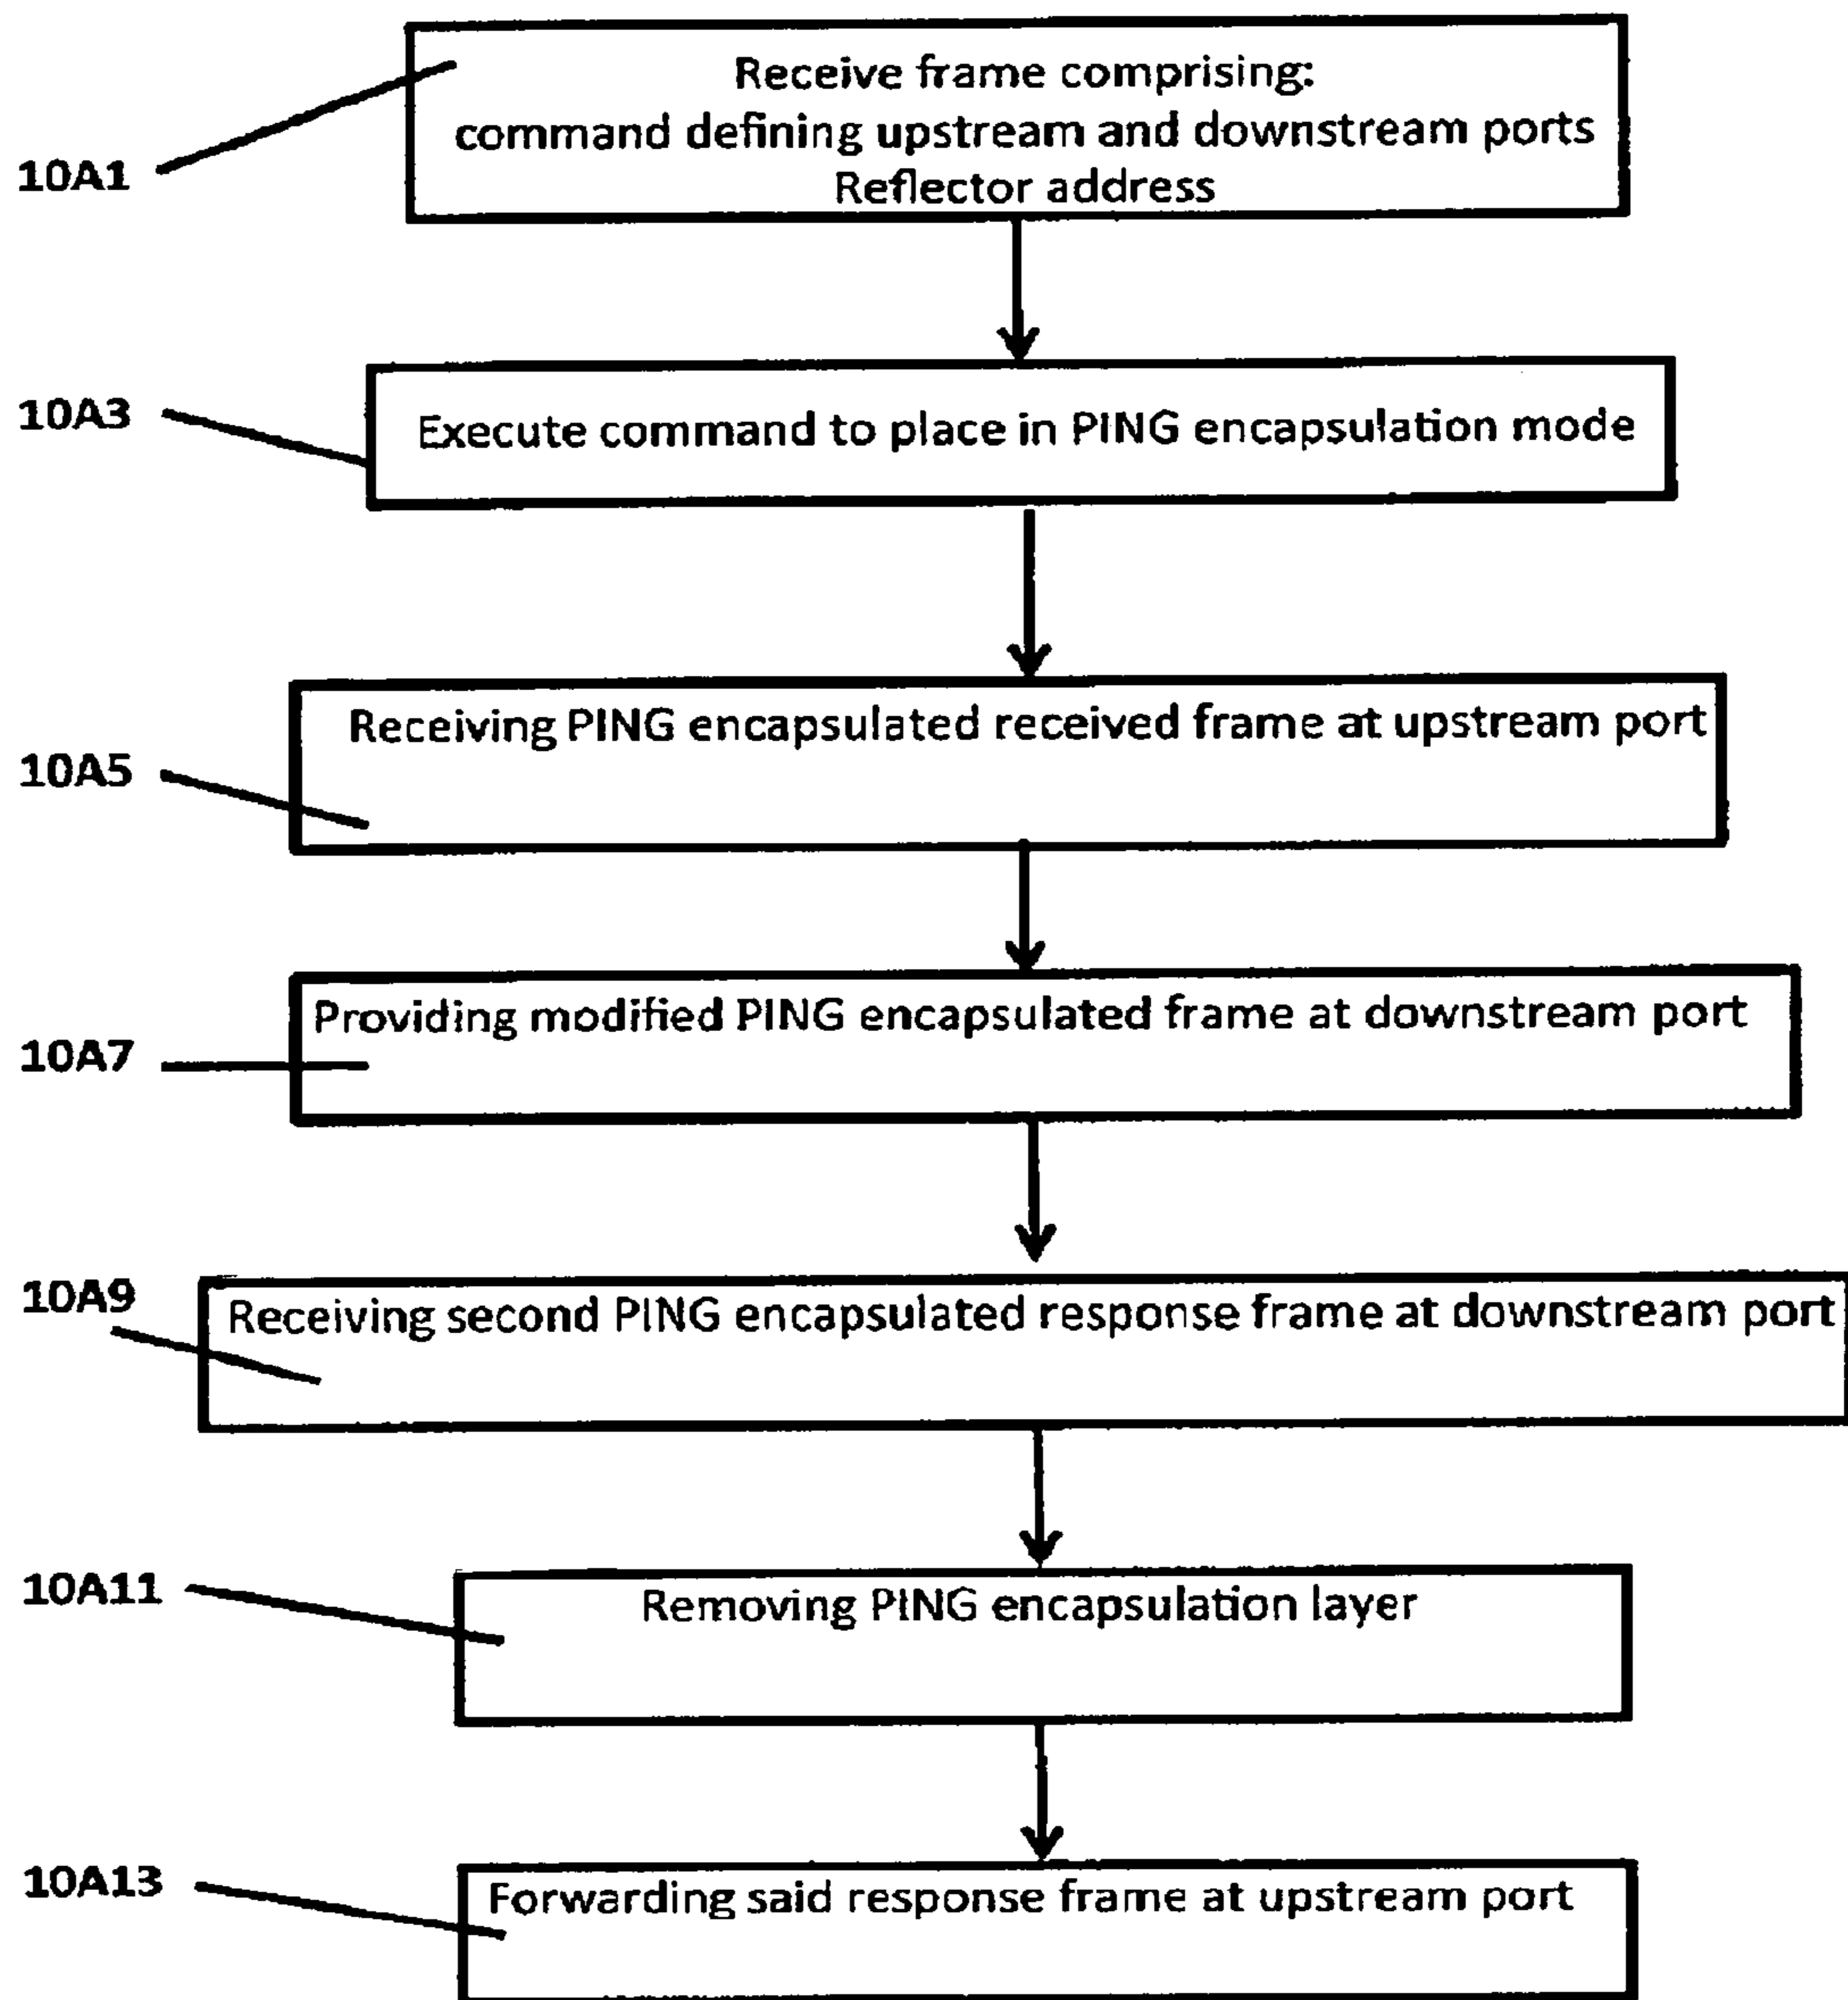 Receive frame comprising:
command defining upstream and downstream ports
Reflector address
10A1
10A3
Execute command to place in PING encapsulation mode
Receiving PING encapsulated received frame at upstream port
10A5
Providing modified PING encapsulated frame at downstream port
10A7
10A9
Receiving second PING encapsulated response frame at downstream port
10A11
Removing PING encapsulation layer
10A13
Forwarding said response frame at upstream port